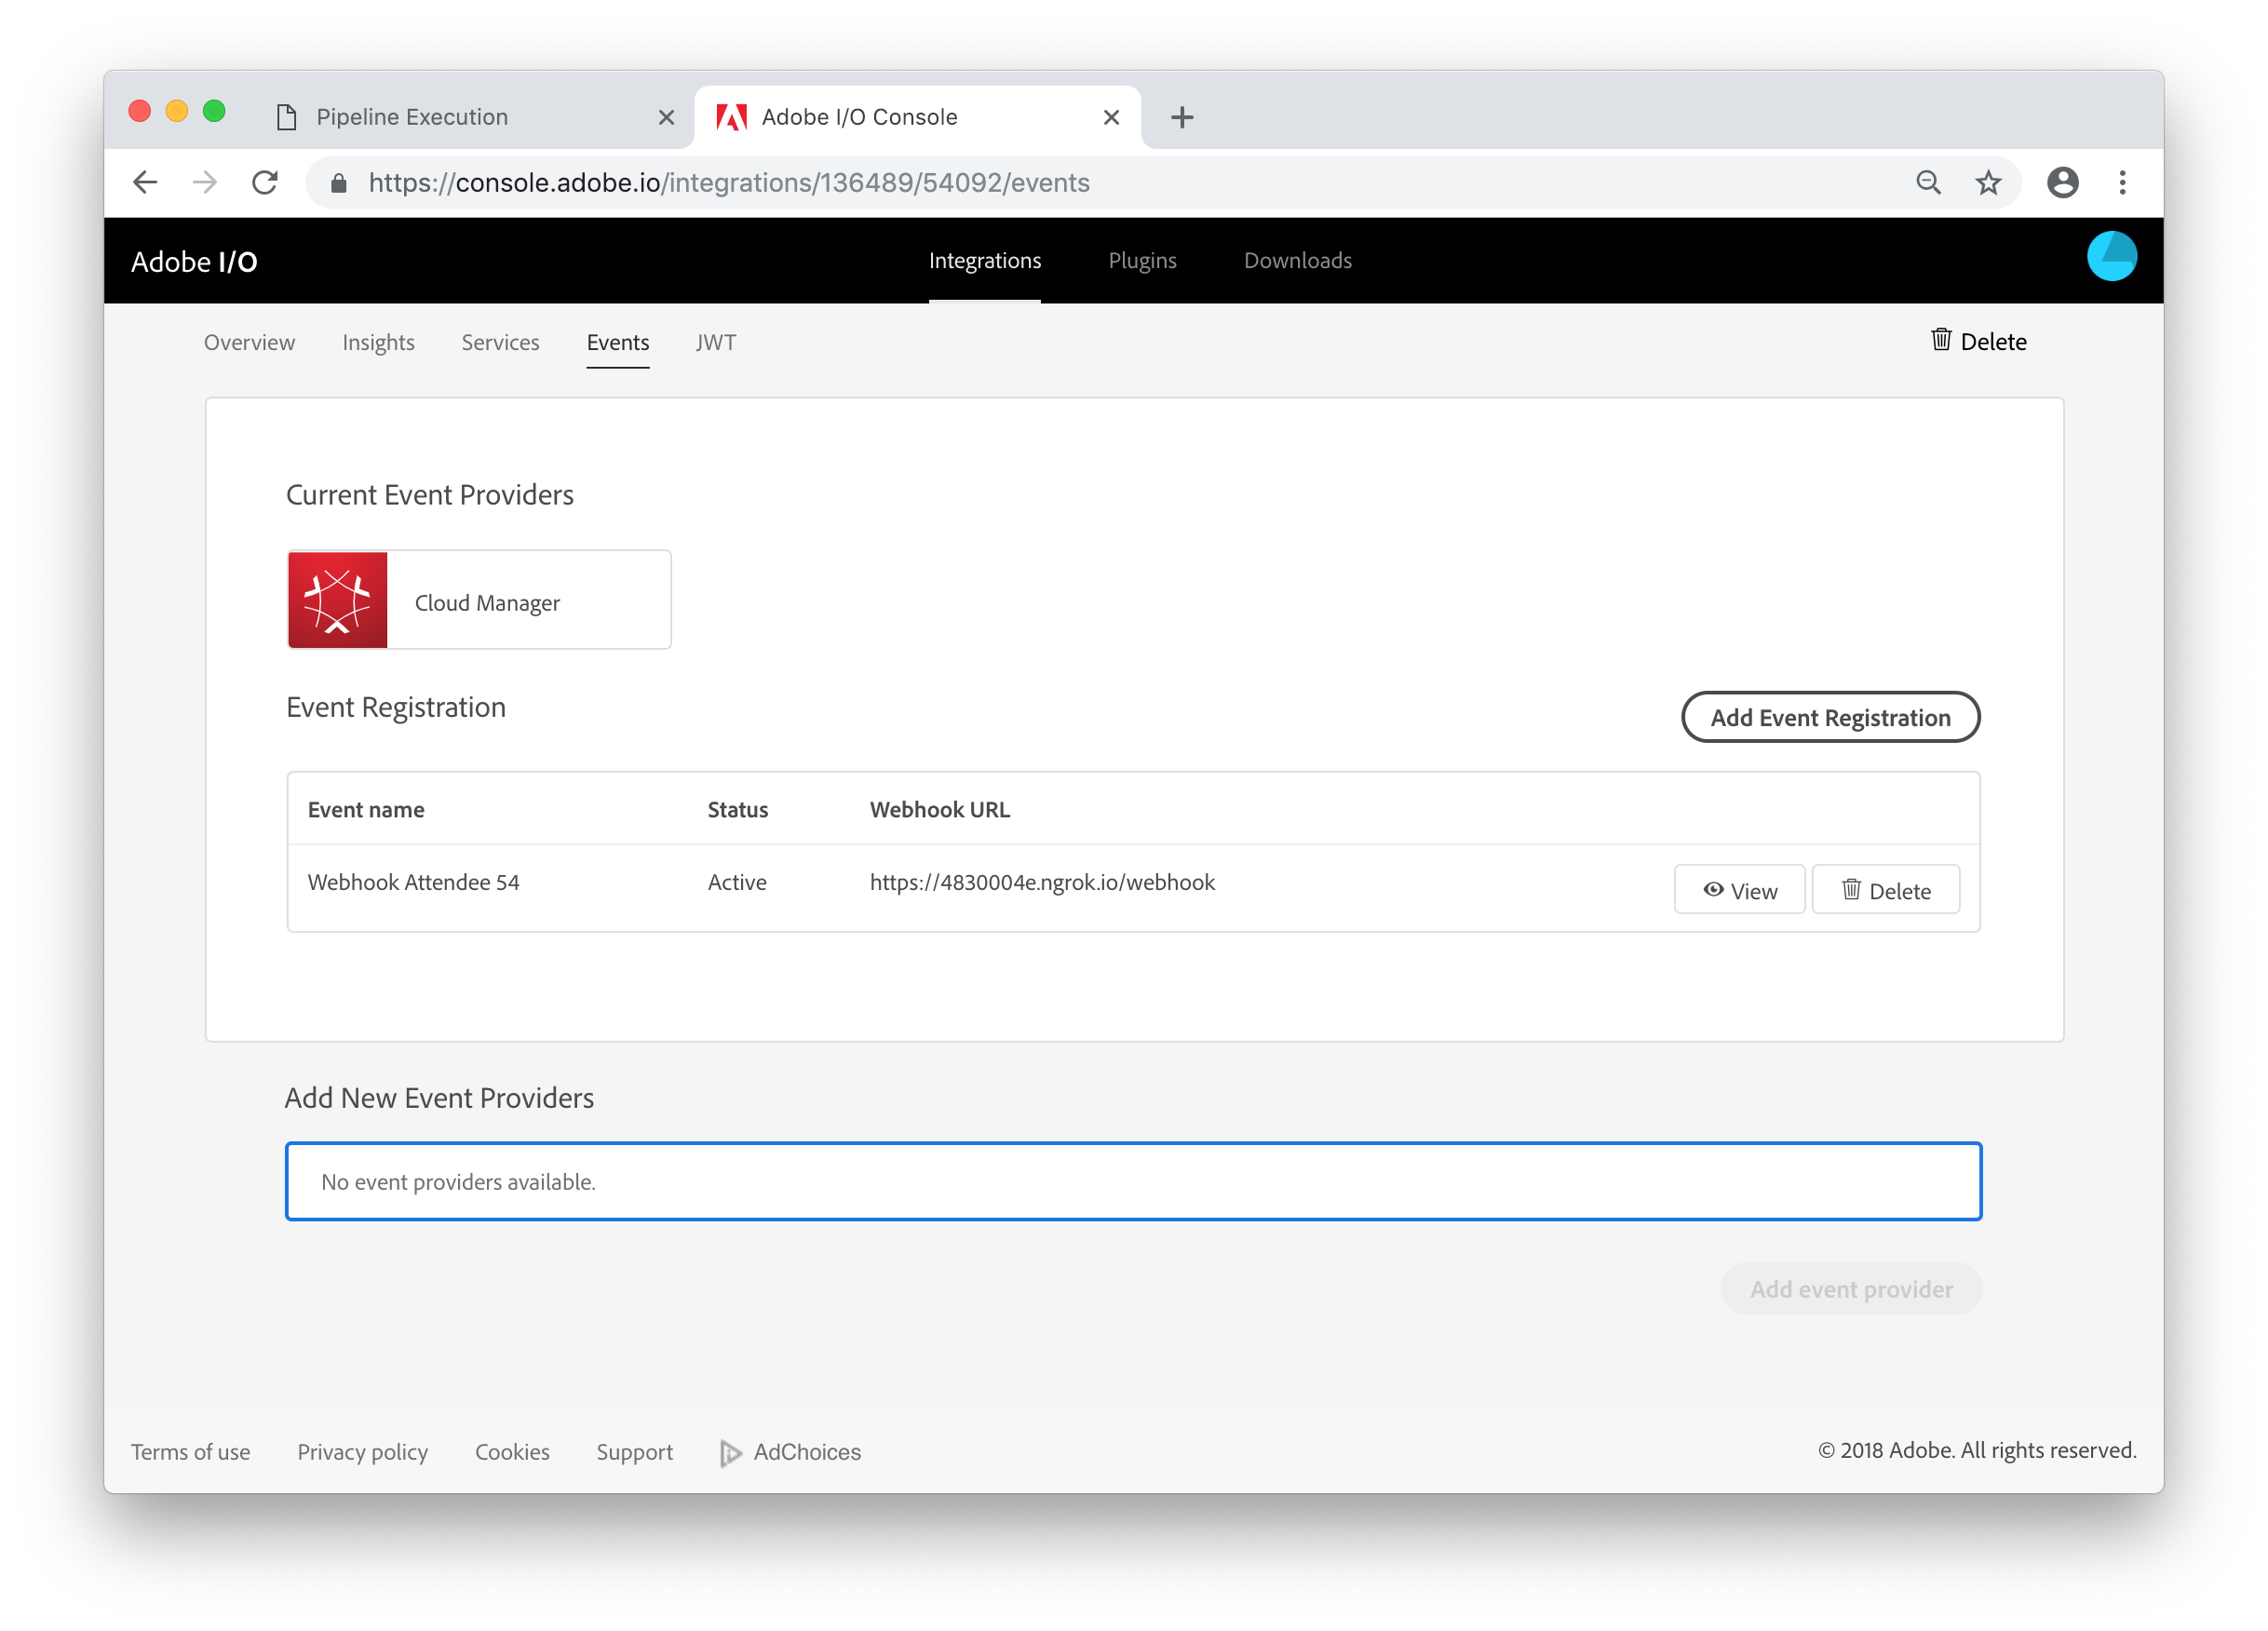 Pipeline Execution
Adobe I/O Console
https://console.adobe.io/integrations/136489/54092/events
Adobe I/O
Integrations
Plugins
Downloads
Overview
Insights
Services
Events
JWT
Delete
Current Event Providers
Cloud Manager
Event Registration
Add Event Registration
Event name
Status
Webhook URL
Webhook Attendee 54
Active
https://4830004e.ngrok.io/webhook
View
Delete
Add New Event Providers
No event providers available.
Add event provider
Terms of use
Privacy policy
Cookies
Support
AdChoices
© 2018 Adobe. All rights reserved.